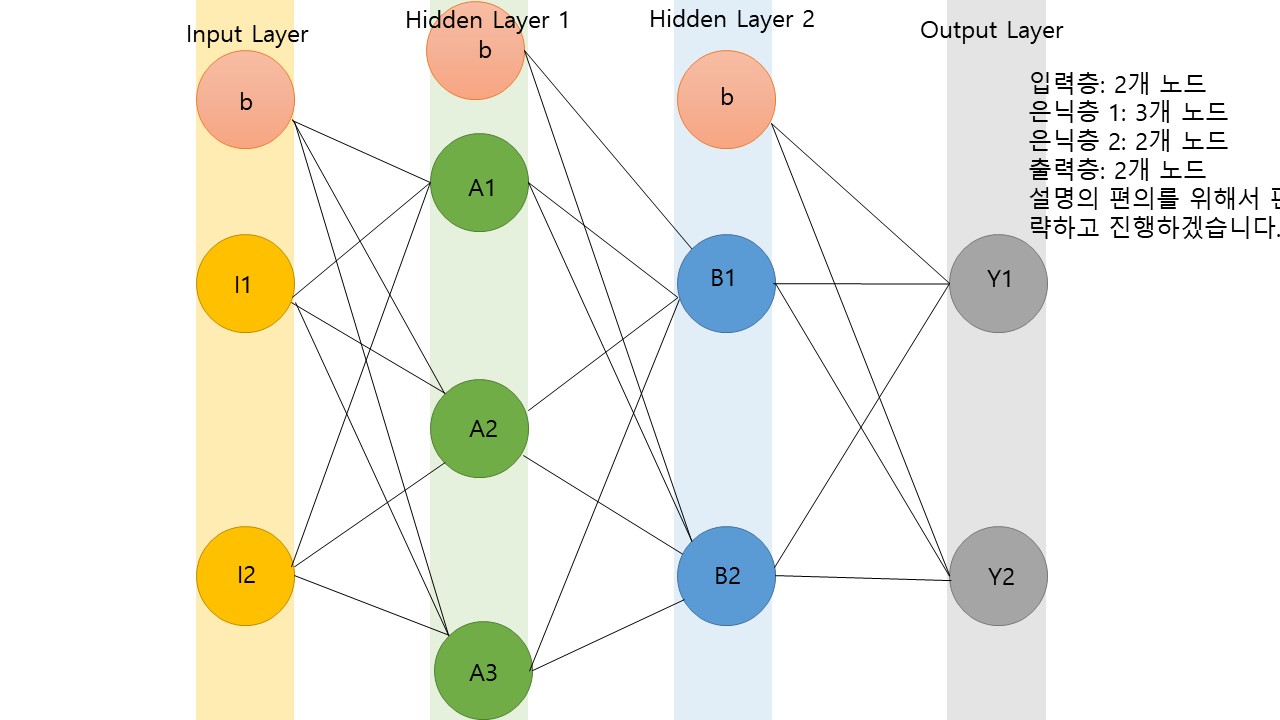 Input Layer
Hidden Layer 1
Hidden Layer 2
Output Layer
b
b
b
A1
I1
B1
Y1
A2
I2
B2
Y2
A3
입력층: 2개 노드
은닉층 1: 3개 노드
은닉층 2: 2개 노드
출력층: 2개 노드
설명의 편의를 위해서
략하고 진행하겠습니다.